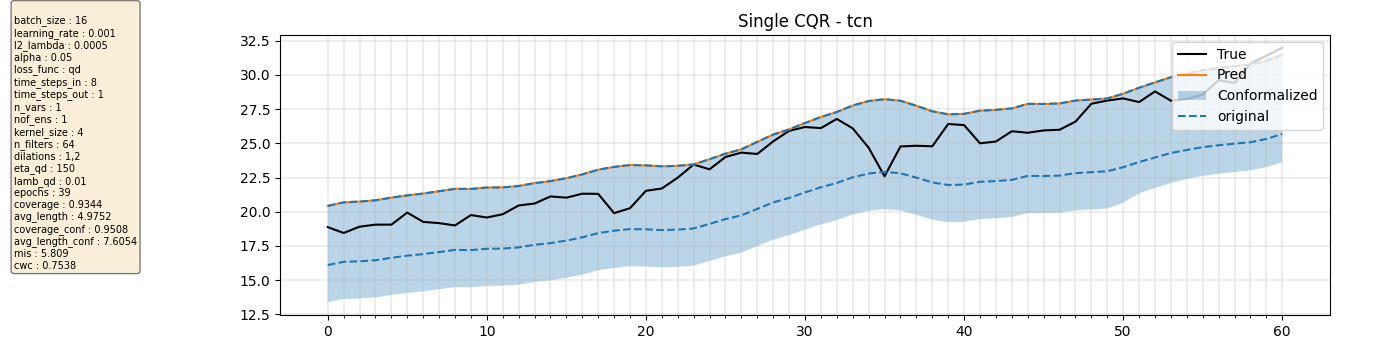 batch_size : 16
learning_rate : 0.001
l2_lambda : 0.0005
alpha : 0.05
loss_func : qd
time_steps_in : 8
time_steps_out : 1
n_vars : 1
nof_ens : 1
kernel_size : 4
n_filters : 64
dilations : 1,2
eta_qd : 150
lamb_qd : 0.01
epochs : 39
coverage : 0.9344
avg_length : 4.9752
coverage_conf : 0.9508
avg_length_conf : 7.6054
mis : 5.809
cwc : 0.7538
Single CQR - tcn
32.5
30.0
27.5
25.0
22.5
20.0
17.5
15.0
12.5
0 10 20 30 40 50 60
True
Pred
Conformalized
original